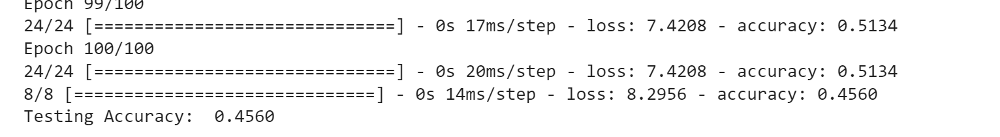 Epoch 99/100
24/24 [==============================] - 0s 17ms/step - loss: 7.4208 - accuracy: 0.5134
Epoch 100/100
24/24 [==============================] - 0s 20ms/step - loss: 7.4208 - accuracy: 0.5134
8/8 [==============================] - 0s 14ms/step - loss: 8.2956 - accuracy: 0.4560
Testing Accuracy:  0.4560